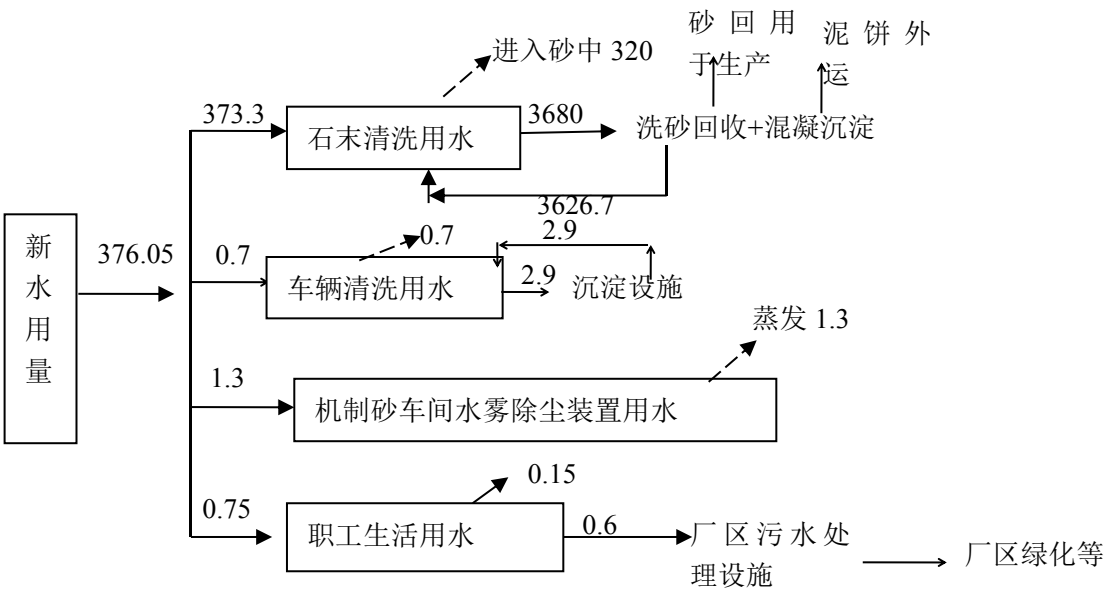 砂回用
于生产
泥饼外
运
进入砂中 320
373.3
石末清洗用水
3680
洗砂回收+混凝沉淀
3626.7
新
水
用
量
376.05
0.7
0.7
车辆清洗用水
2.9
2.9
沉淀设施
蒸发 1.3
1.3
机制砂车间水雾除尘装置用水
0.15
0.75
职工生活用水
0.6
厂区污水处
理设施
厂区绿化等